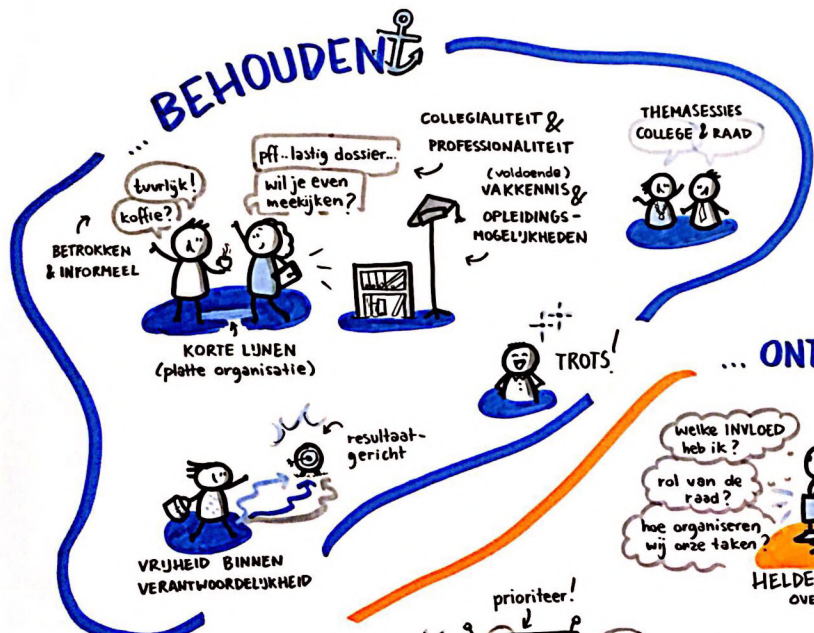 ... BEHOUDEN
tuurlijk!
koffie?
pff..lastig dossier...
wil je even
meekijken?
BETROKKEN
& INFORMEEL
KORTE LIJNEN
(platte organisatie)
COLLEGIALITEIT &
PROFESSIONALITEIT
(voldoende)
VAKKENNIS &
OPLEIDINGS-
MOGELIJKHEDEN
THEMASESSIES
COLLEGE & RAAD
TROTS!
resultaat-
gericht
VRIJHEID BINNEN
VERANTWOORDELIJKHEID
... ONT
welke INVLOED
heb ik?
rol van de
raad?
hoe organiseren
wij onze taken?
HELDE
OVE
prioriteer!